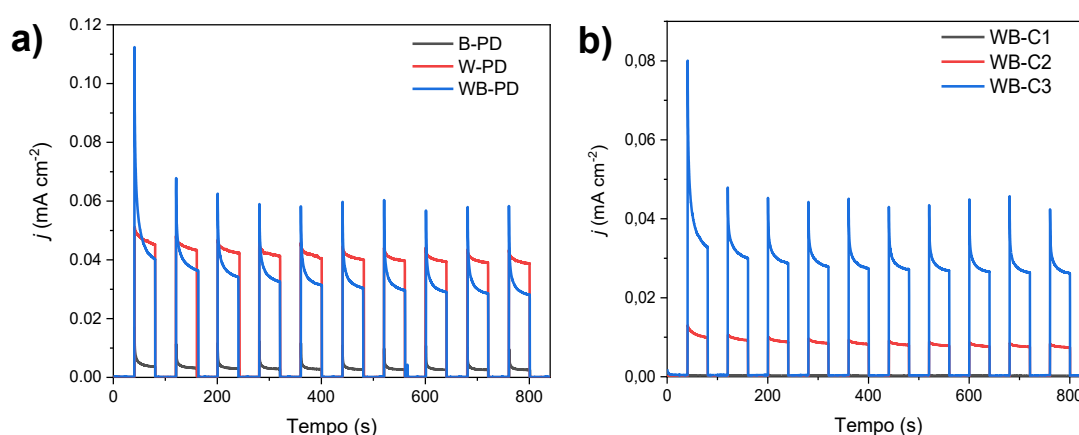 a)
B-PD
W-PD
WB-PD
0.12
0.10
0.08
0.06
0.04
0.02
0.00
j (mA cm-2)
0 200 400 600 800
Tempo (s)
b)
WB-C1
WB-C2
WB-C3
0,08
0,06
0,04
0,02
0,00
j (mA cm-2)
0 200 400 600 800
Tempo (s)